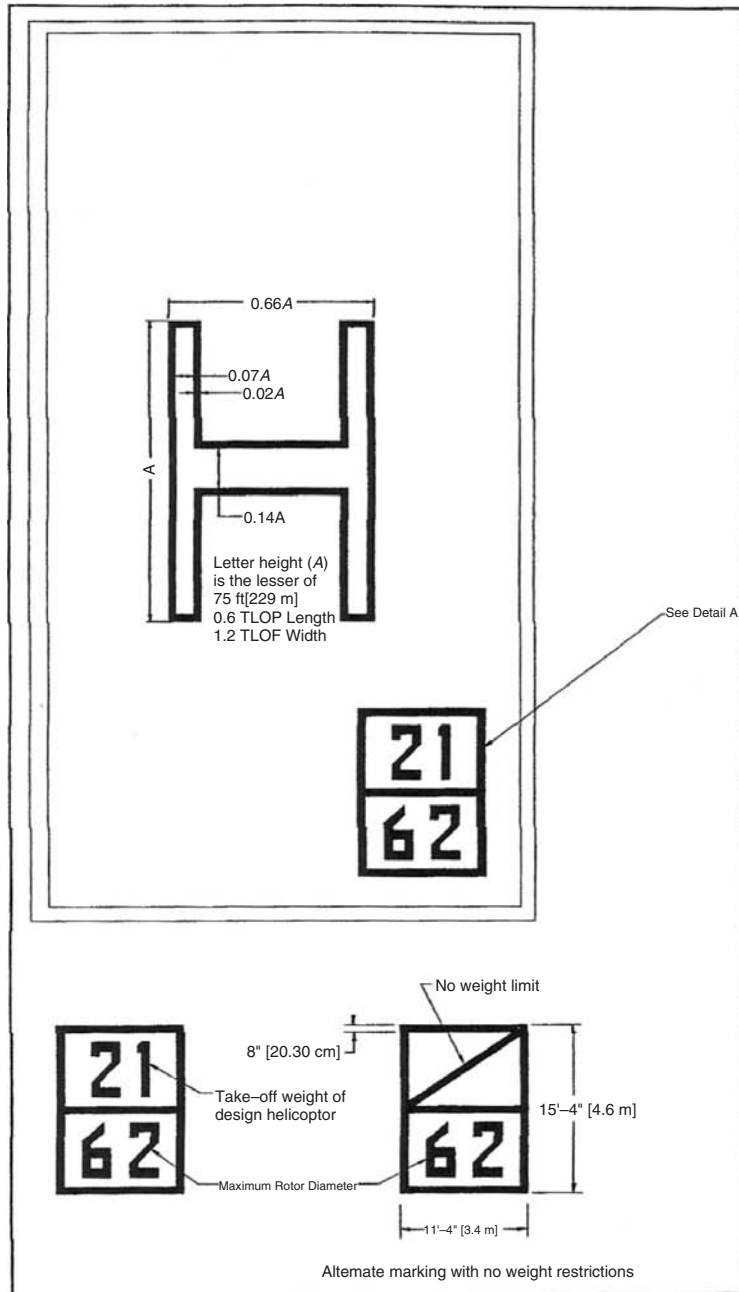 0.66A
0.07A
0.02A
A
0.14A
Letter height (A)
is the lesser of
75 ft[229 m]
0.6 TLOP Length
1.2 TLOF Width
See Detail A
21
62
No weight limit
8" [20.30 cm]
21
Take–off weight of
design helicoptor
15'–4" [4.6 m]
62
Maximum Rotor Diameter
62
11'–4" [3.4 m]
Altemate marking with no weight restrictions